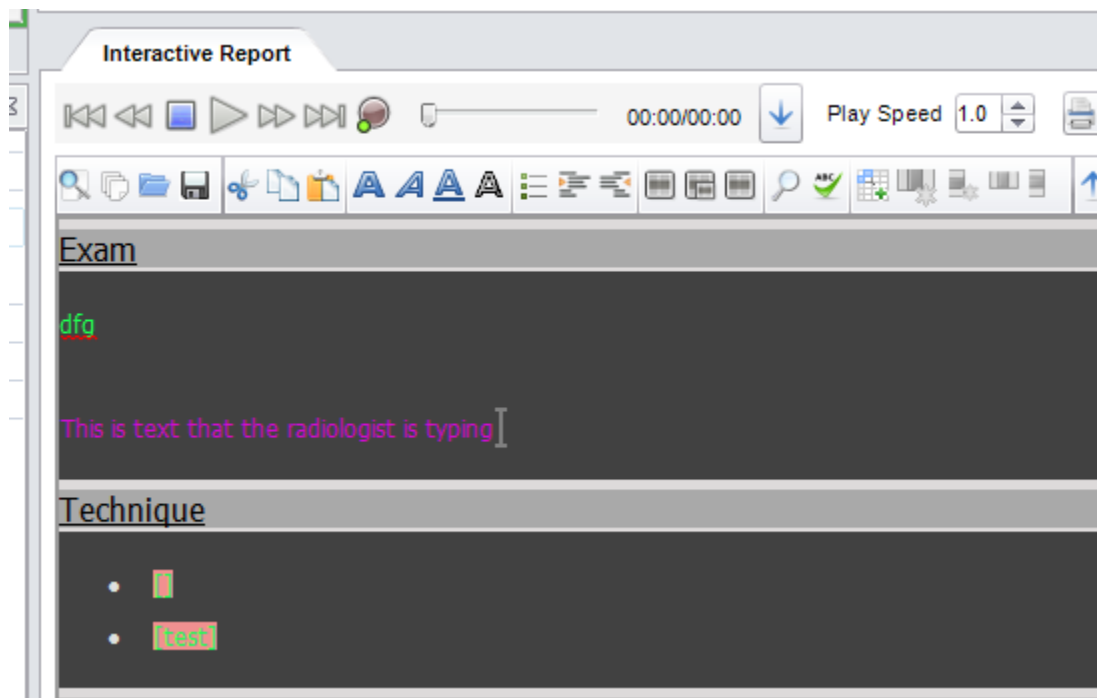 Interactive Report
00:00/00:00 Play Speed 1.0
ABC
Exam
dfg
This is text that the radiologist is typing
Technique
• []
• [test]